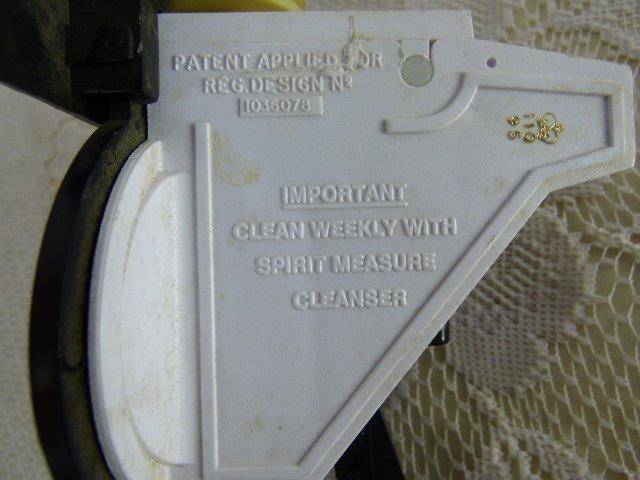 PATENT APPLIED FOR
REG. DESIGN Nº
1036078
IMPORTANT
CLEAN WEEKLY WITH
SPIRIT MEASURE
CLEANSER